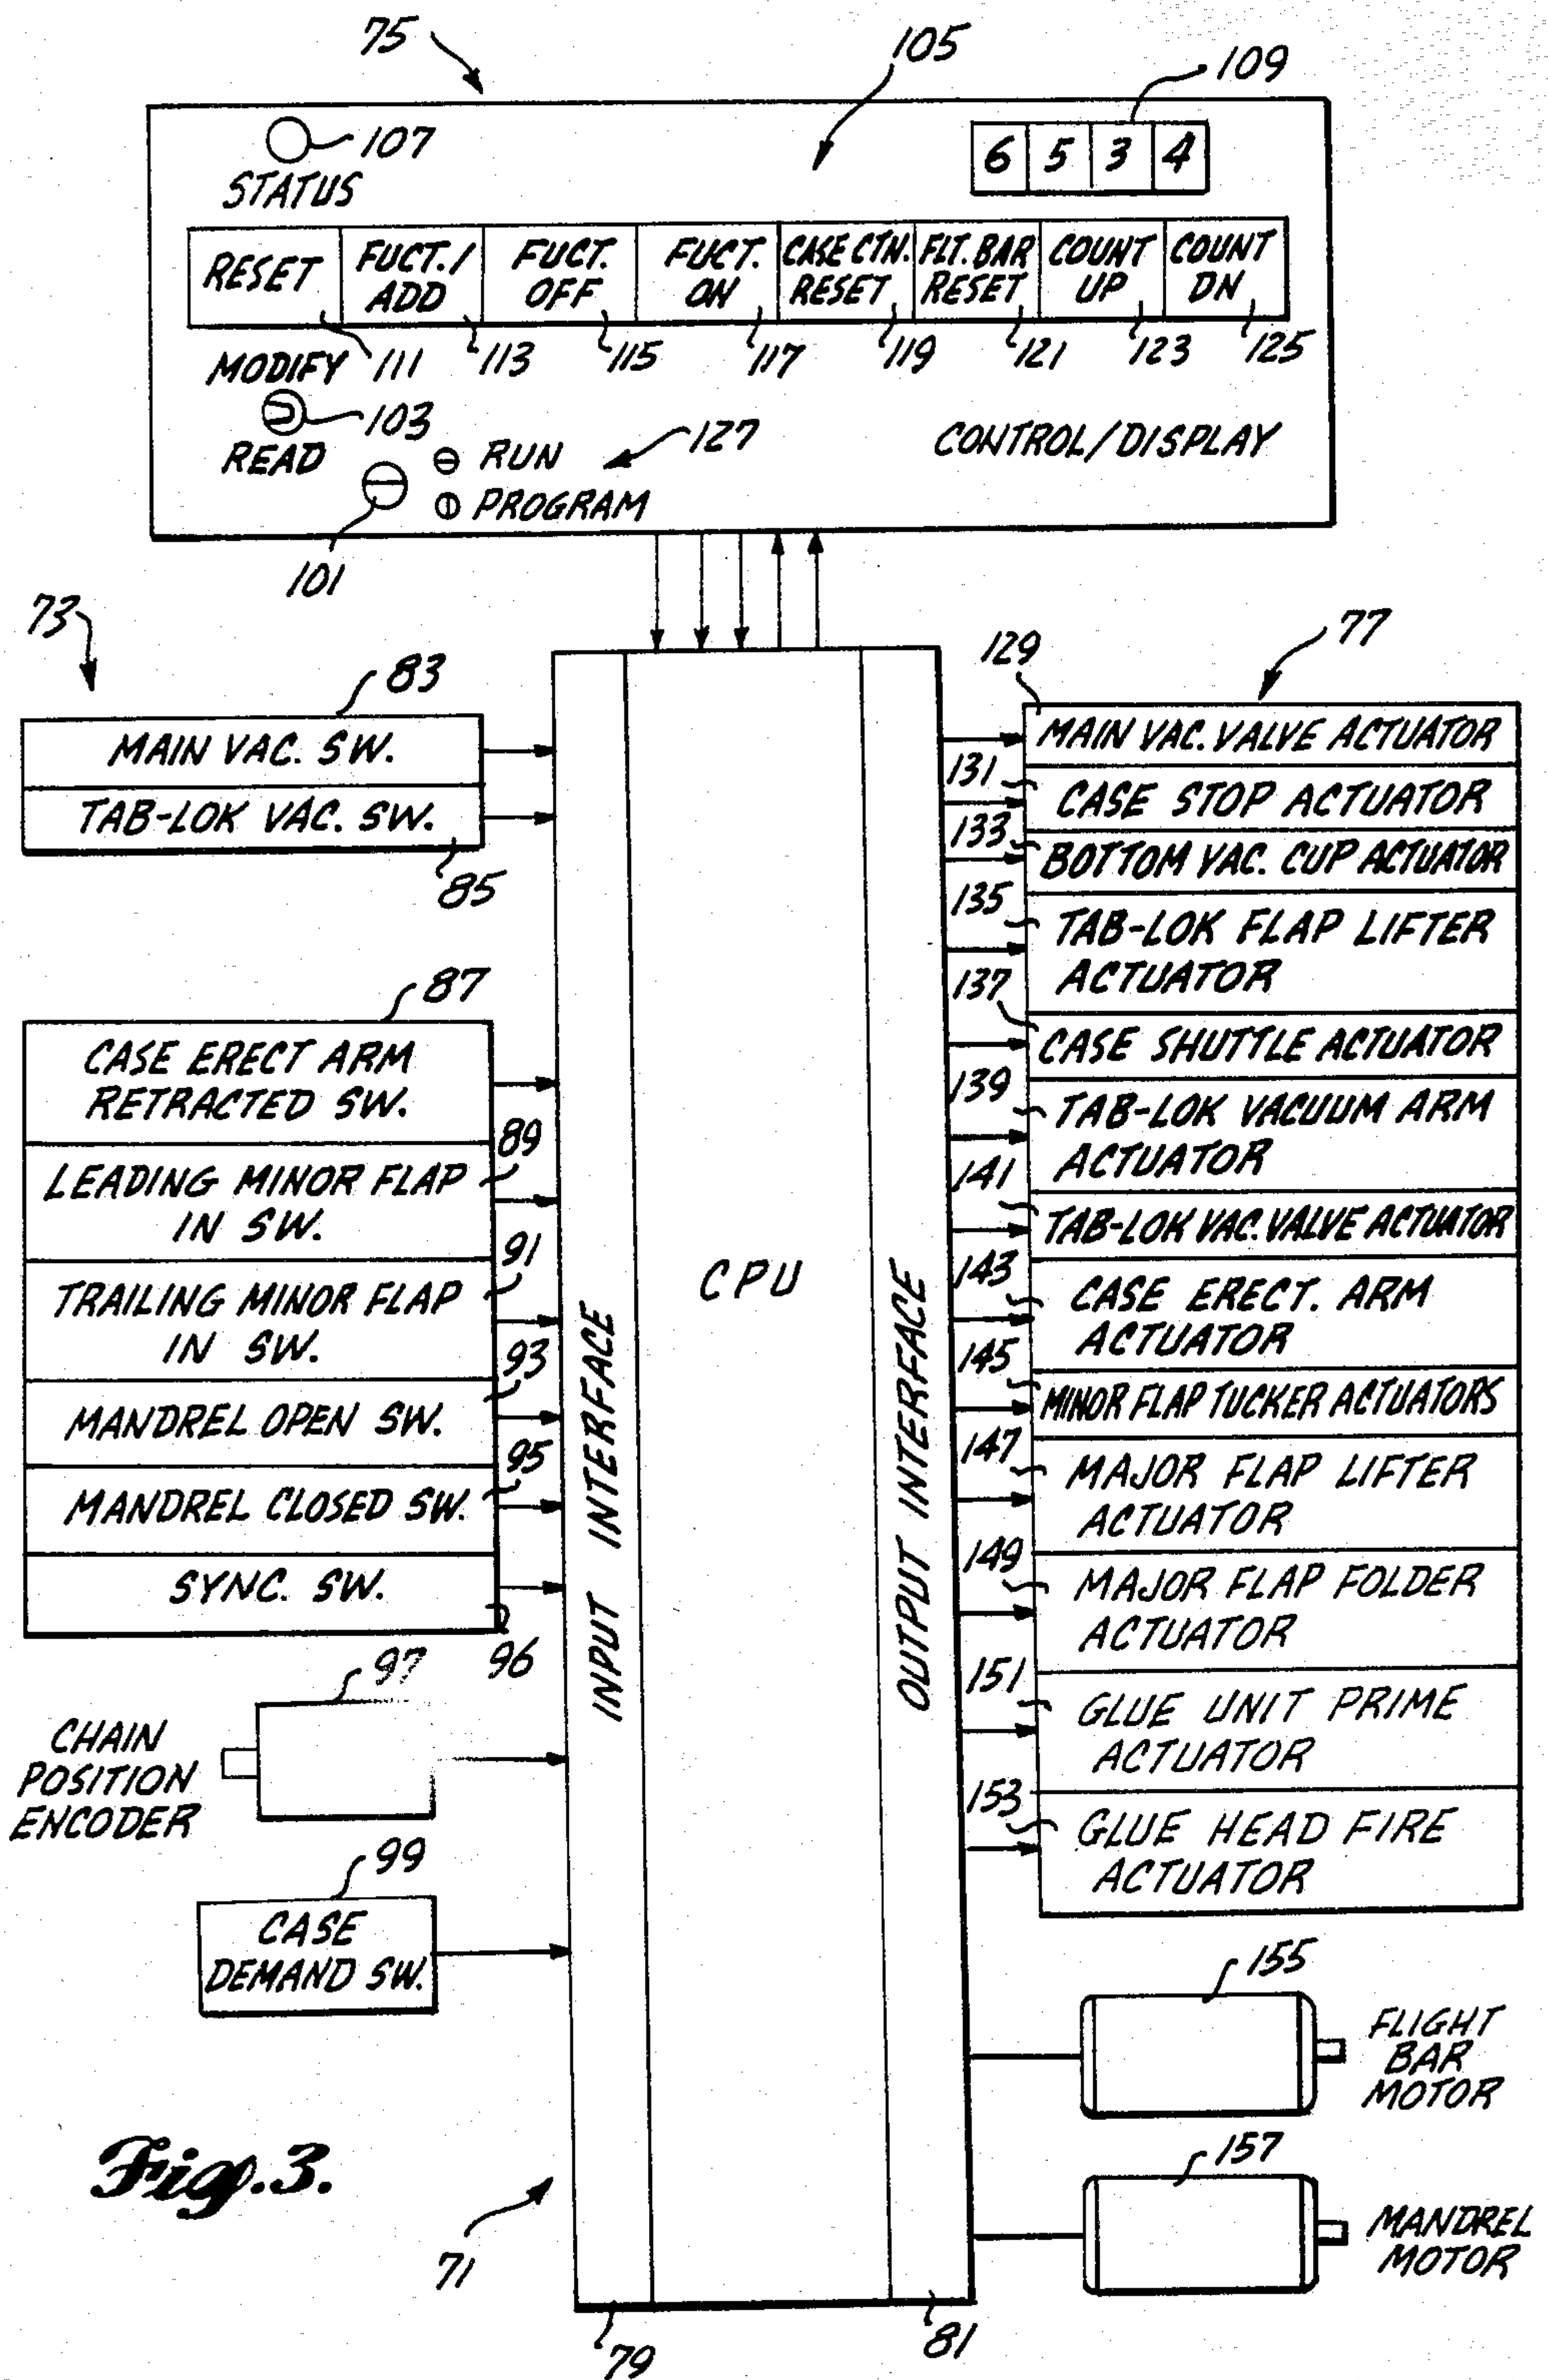 75
105
109
107
6 5 3 4
STATUS
RESET
FUCT./
ADD
FUCT.
OFF
FUCT.
ON
CASE CTN.
RESET
FLT. BAR
RESET
COUNT
UP
COUNT
DN
111
113
115
117
119
121
123
125
MODIFY
103
READ
RUN
127
PROGRAM
CONTROL/DISPLAY
101
73
83
MAIN VAC. SW.
TAB-LOK VAC. SW.
85
87
CASE ERECT ARM
RETRACTED SW.
89
LEADING MINOR FLAP
IN SW.
91
TRAILING MINOR FLAP
IN SW.
93
MANDREL OPEN SW.
95
MANDREL CLOSED SW.
SYNC. SW.
96
97
CHAIN
POSITION
ENCODER
99
CASE
DEMAND SW.
INPUT INTERFACE
CPU
OUTPUT INTERFACE
77
129
MAIN VAC. VALVE ACTUATOR
131
CASE STOP ACTUATOR
133
BOTTOM VAC. CUP ACTUATOR
135
TAB-LOK FLAP LIFTER
ACTUATOR
137
CASE SHUTTLE ACTUATOR
139
TAB-LOK VACUUM ARM
ACTUATOR
141
TAB-LOK VAC. VALVE ACTUATOR
143
CASE ERECT. ARM
ACTUATOR
145
MINOR FLAP TUCKER ACTUATORS
147
MAJOR FLAP LIFTER
ACTUATOR
149
MAJOR FLAP FOLDER
ACTUATOR
151
GLUE UNIT PRIME
ACTUATOR
153
GLUE HEAD FIRE
ACTUATOR
155
FLIGHT
BAR
MOTOR
157
MANDREL
MOTOR
Fig. 3.
71
79
81